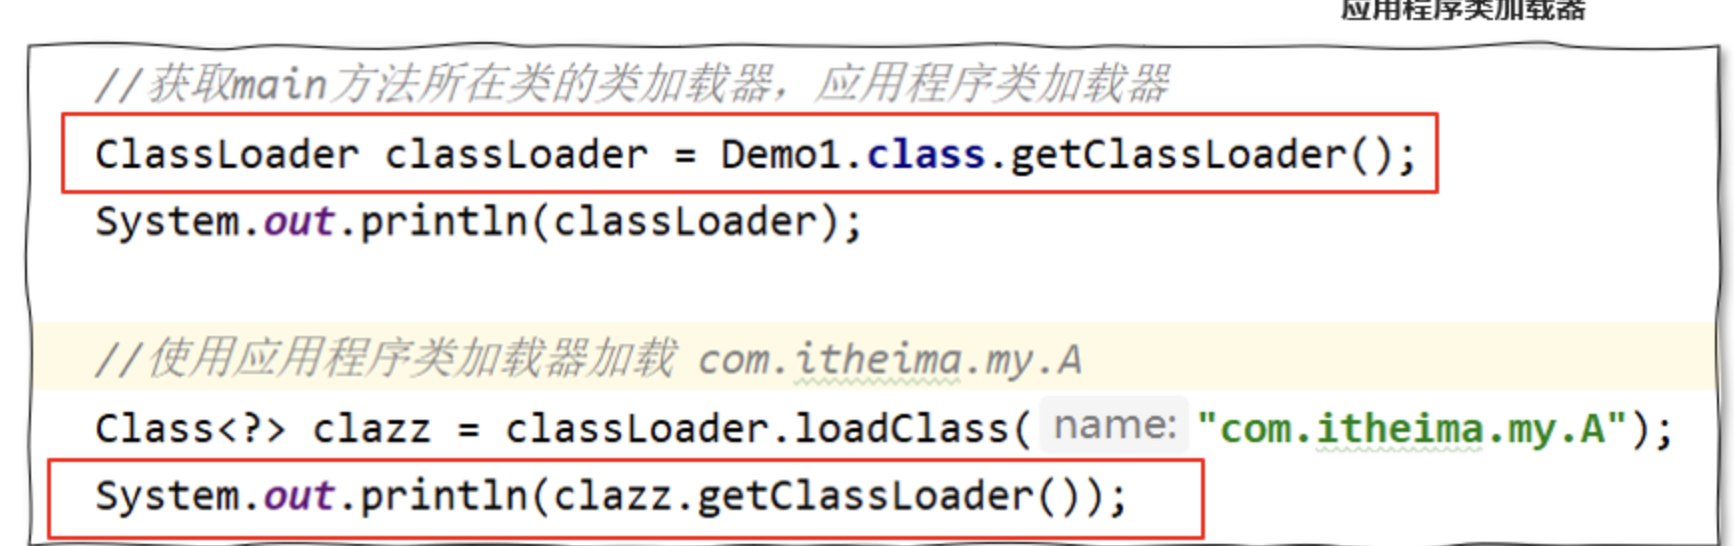 应用程序类加载器
//获取main方法所在类的类加载器，应用程序类加载器
ClassLoader classLoader = Demo1.class.getClassLoader();
System.out.println(classLoader);
//使用应用程序类加载器加载 com.itheima.my.A
Class<?> clazz = classLoader.loadClass( name: "com.itheima.my.A");
System.out.println(clazz.getClassLoader());